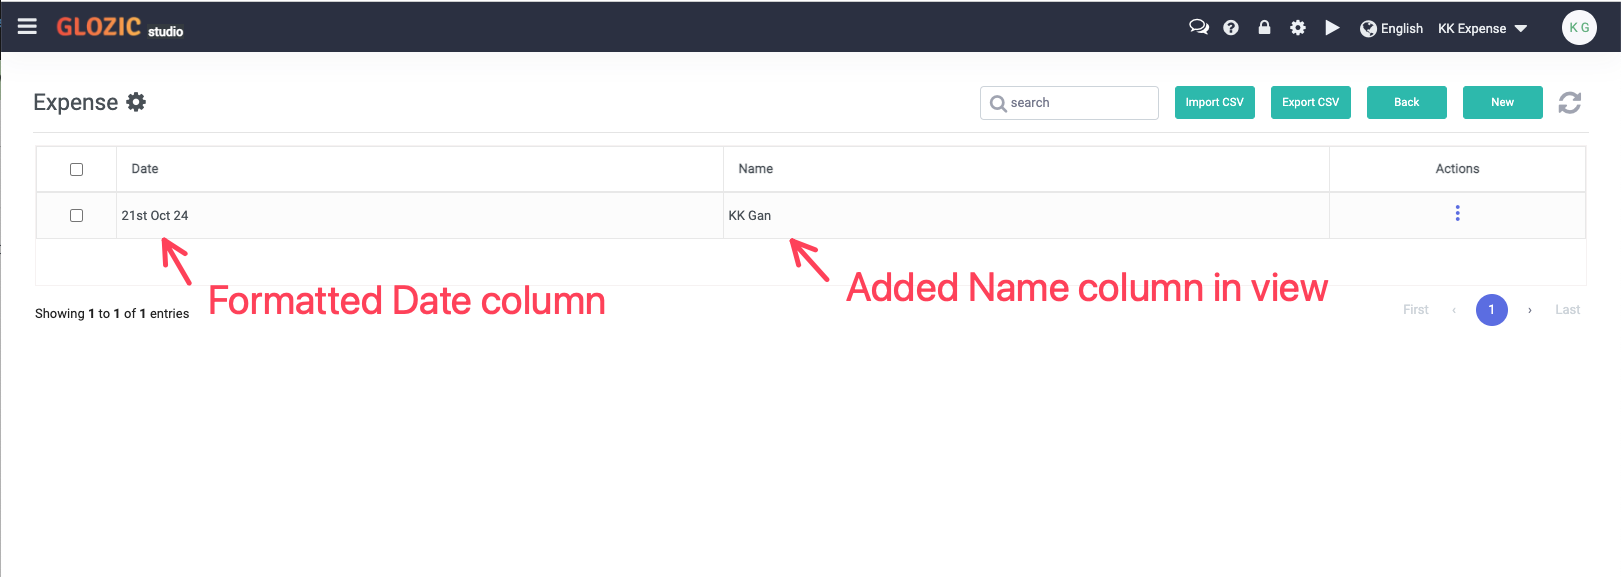 GLOZIC studio
English
KK Expense
K G
Expense
search
Import CSV
Export CSV
Back
New
Date
Name
Actions
21st Oct 24
KK Gan
Formatted Date column
Added Name column in view
Showing 1 to 1 of 1 entries
First ‹ 1 › Last